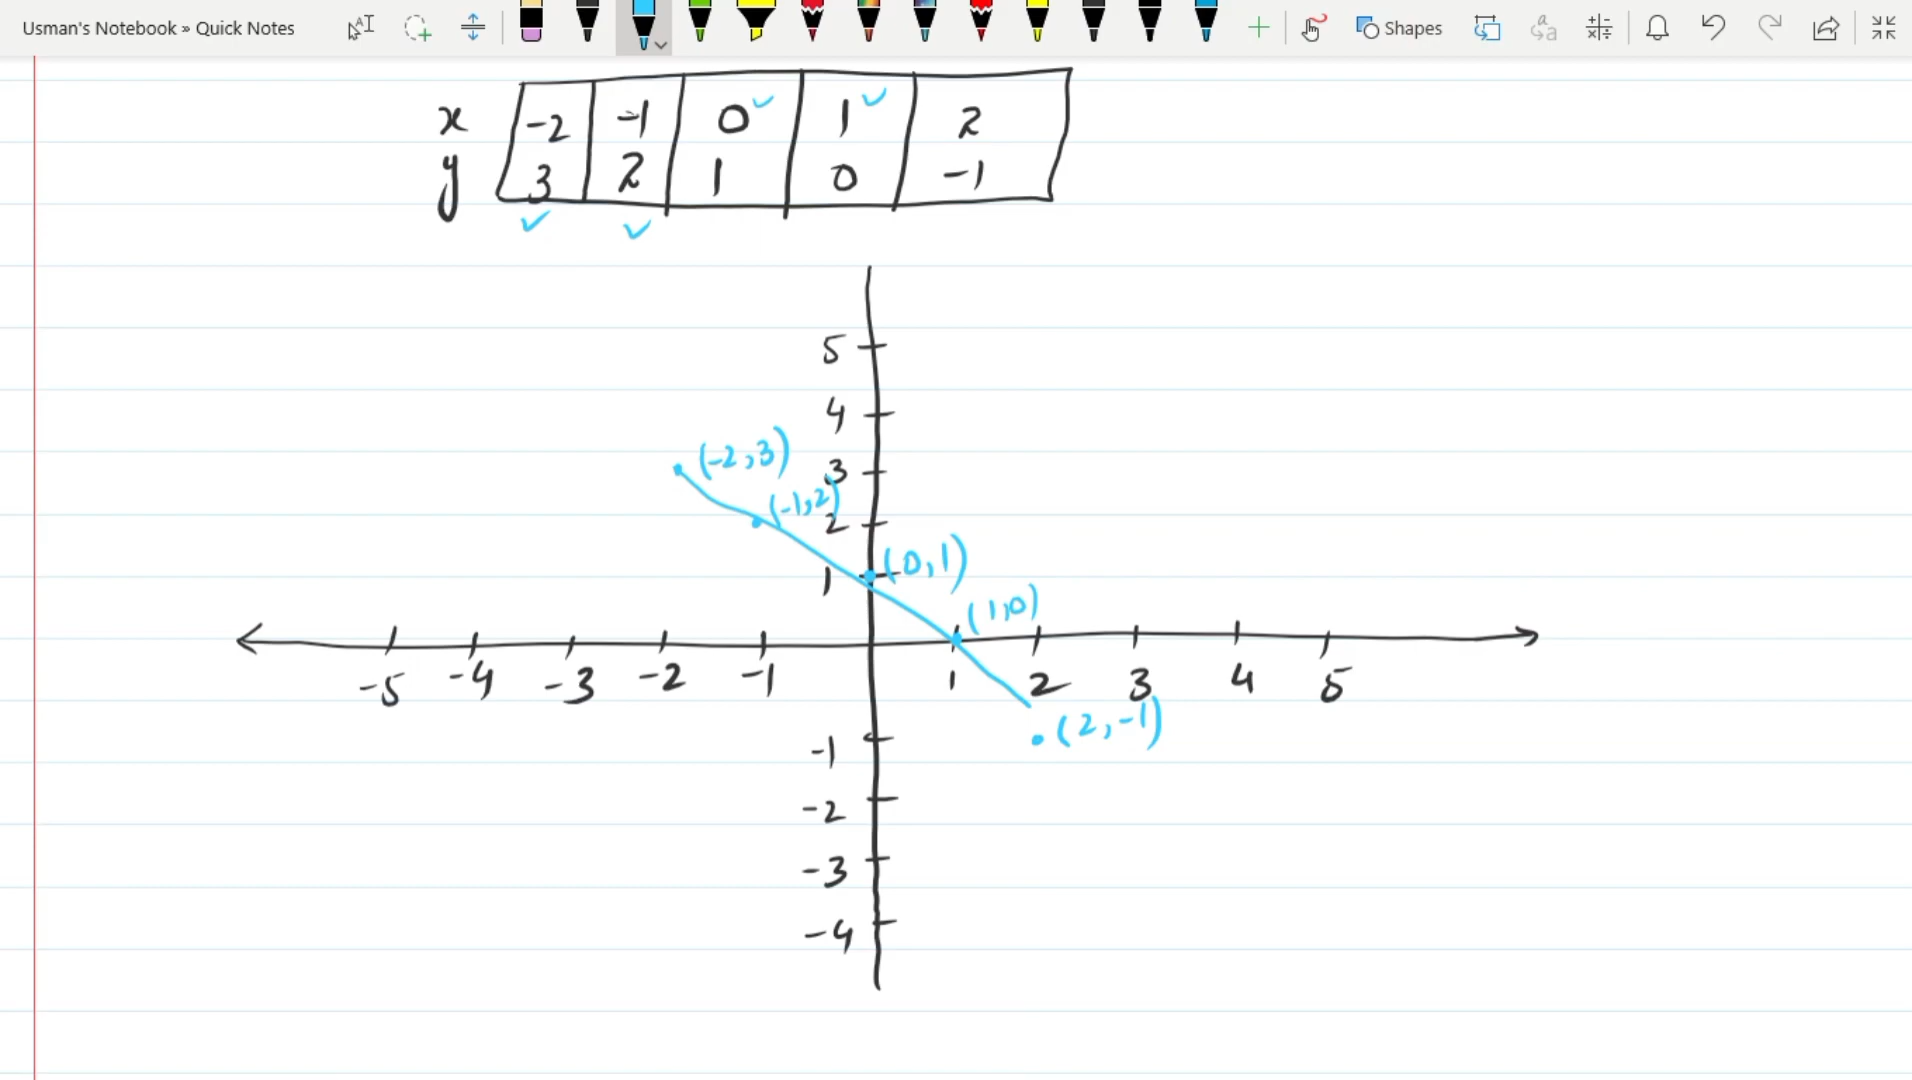 Usman's Notebook » Quick Notes
Shapes
x -2 -1 0 1 2
y 3 2 1 0 -1
5
4
(-2,3) 3
(-1,2) 2
1 (0,1)
(1,0)
-5 -4 -3 -2 -1 1 2 3 4 5
-1 (2,-1)
-2
-3
-4